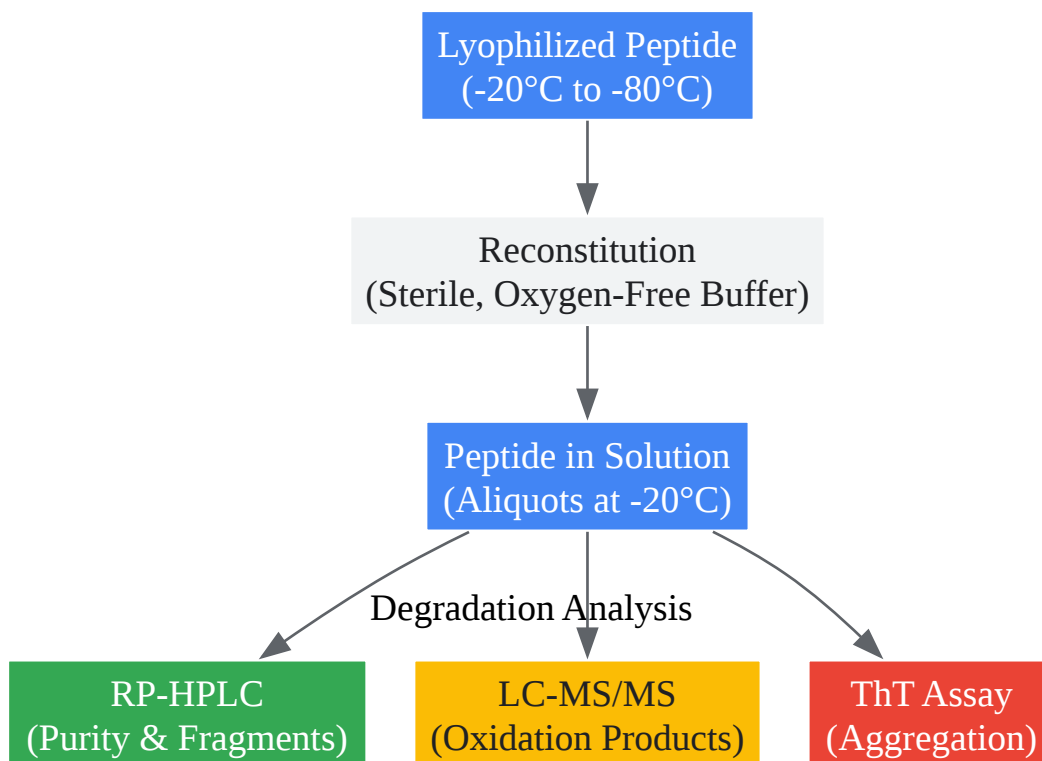 Lyophilized Peptide
(-20°C to -80°C)
Reconstitution
(Sterile, Oxygen-Free Buffer)
Peptide in Solution
(Aliquots at -20°C)
Degradation Analysis
RP-HPLC
(Purity & Fragments)
LC-MS/MS
(Oxidation Products)
ThT Assay
(Aggregation)